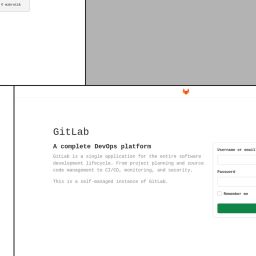 GitLab
A complete DevOps platform
GitLab is a single application for the entire software
development lifecycle. From project planning and source
code management to CI/CD, monitoring, and security.
This is a self-managed instance of GitLab.
Username or email
Password
Remember me